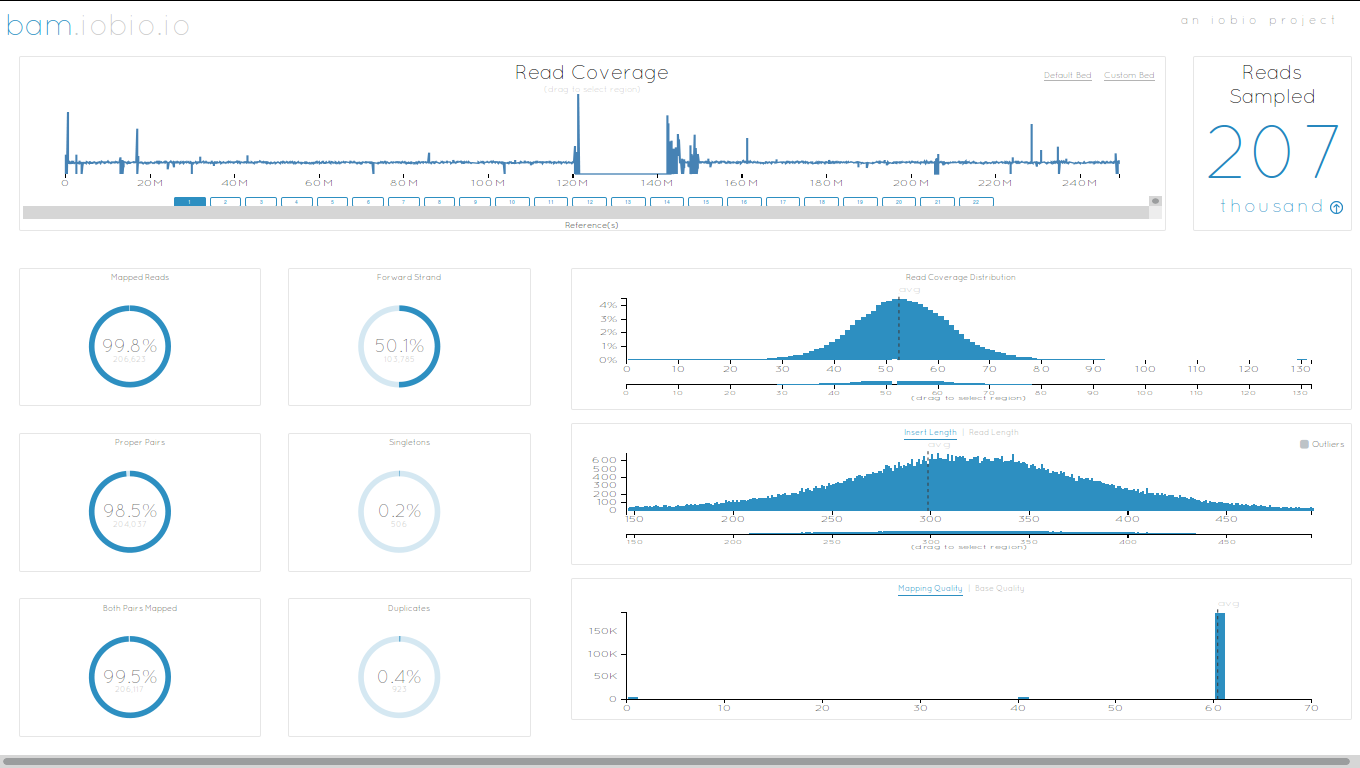 bam.iobio.io
an iobio project
Read Coverage
(drag to select region)
Default Bed Custom Bed
0 20M 40M 60M 80M 100M 120M 140M 160M 180M 200M 220M 240M
1 2 3 4 5 6 7 8 9 10 11 12 13 14 15 16 17 18 19 20 21 22
Reference(s)
Reads
Sampled
207
thousand
Mapped Reads
99.8%
206,623
Forward Strand
50.1%
103,785
Proper Pairs
98.5%
204,037
Singletons
0.2%
506
Both Pairs Mapped
99.5%
206,117
Duplicates
0.4%
923
Read Coverage Distribution
avg
4%
3%
2%
1%
0%
0 10 20 30 40 50 60 70 80 90 100 110 120 130
0 10 20 30 40 50 60 70 80 90 100 110 120 130
(drag to select region)
Insert Length | Read Length
avg
Outliers
600
500
400
300
200
100
0
150 200 250 300 350 400 450
150 200 250 300 350 400 450
(drag to select region)
Mapping Quality | Base Quality
avg
150K
100K
50K
0
0 10 20 30 40 50 60 70